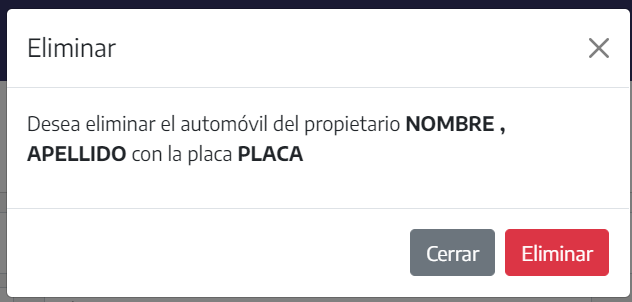 Eliminar
Desea eliminar el automóvil del propietario NOMBRE ,
APELLIDO con la placa PLACA
Cerrar Eliminar